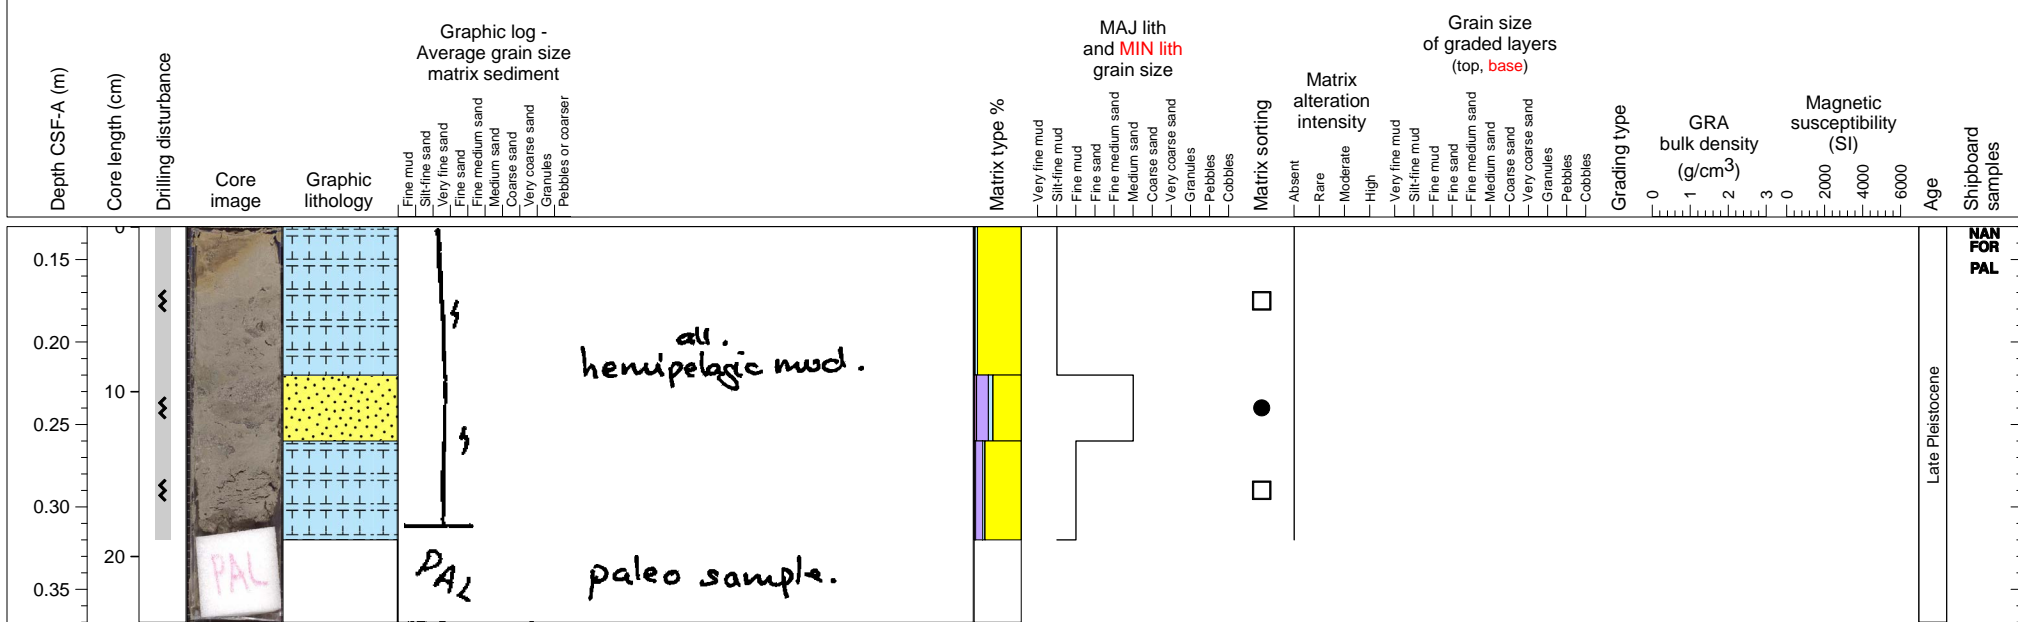 Depth CSF-A (m)
Core length (cm)
Drilling disturbance
Core
image
Graphic
lithology
Graphic log -
Average grain size
matrix sediment
Fine mud
Silt-fine sand
Very fine sand
Fine sand
Fine medium sand
Medium sand
Coarse sand
Very coarse sand
Granules
Pebbles or coarser
Matrix type %
MAJ lith
and MIN lith
grain size
Very fine mud
Silt-fine mud
Fine mud
Fine sand
Fine medium sand
Medium sand
Coarse sand
Very coarse sand
Granules
Pebbles
Cobbles
Matrix sorting
Matrix
alteration
intensity
Absent
Rare
Moderate
High
Grain size
of graded layers
(top, base)
Very fine mud
Silt-fine mud
Fine mud
Fine sand
Fine medium sand
Medium sand
Coarse sand
Very coarse sand
Granules
Pebbles
Cobbles
Grading type
GRA
bulk density
(g/cm3)
0 1 2 3
Magnetic
susceptibility
(SI)
0 2000 4000 6000
Age
Shipboard
samples
0
0.15
0.20
10
0.25
0.30
20
0.35
PAL
all.
hemipelagic mud.
PAL
paleo sample.
Late Pleistocene
NAN
FOR
PAL